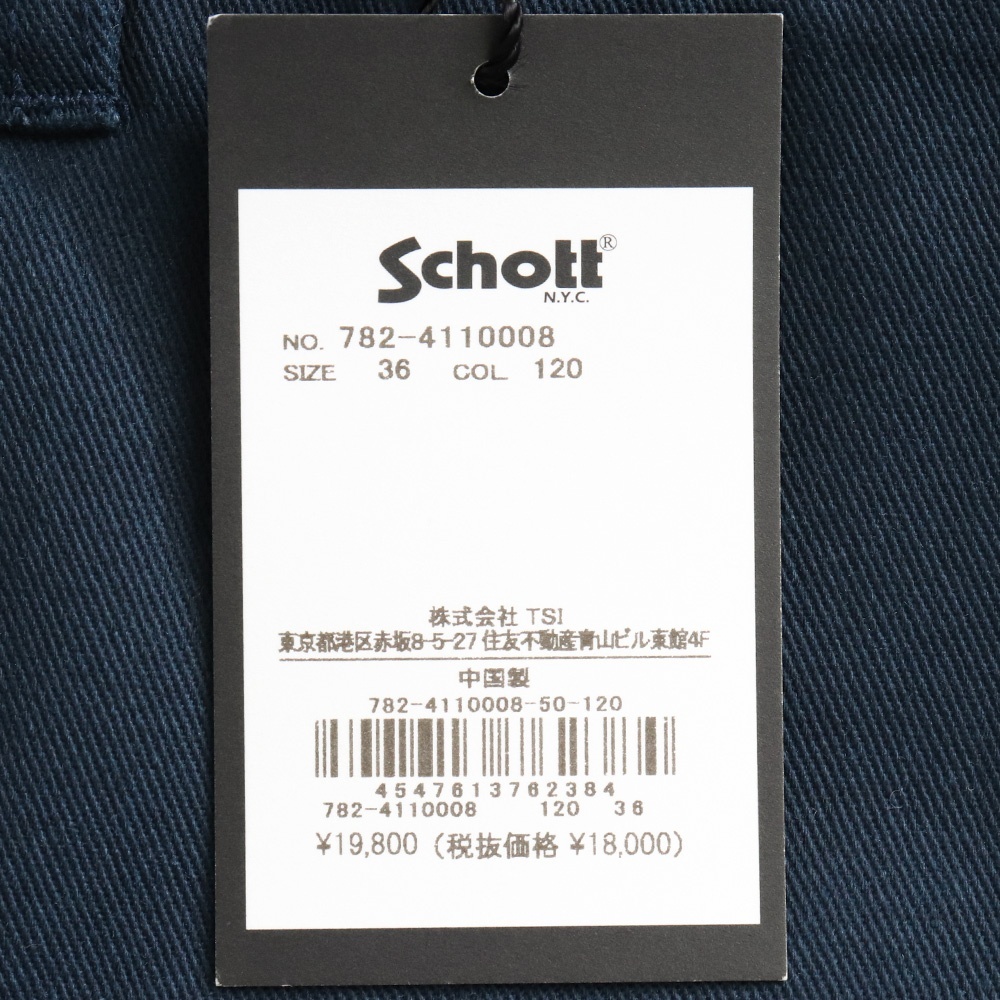 Schott®
N.Y.C.
NO. 782-4110008
SIZE 36 COL 120
株式会社 TSI
東京都港区赤坂8-5-27 住友不動産青山ビル東館4F
中国製
782-4110008-50-120
4547613762384
782-4110008 120 36
¥19,800 (税抜価格 ¥18,000)